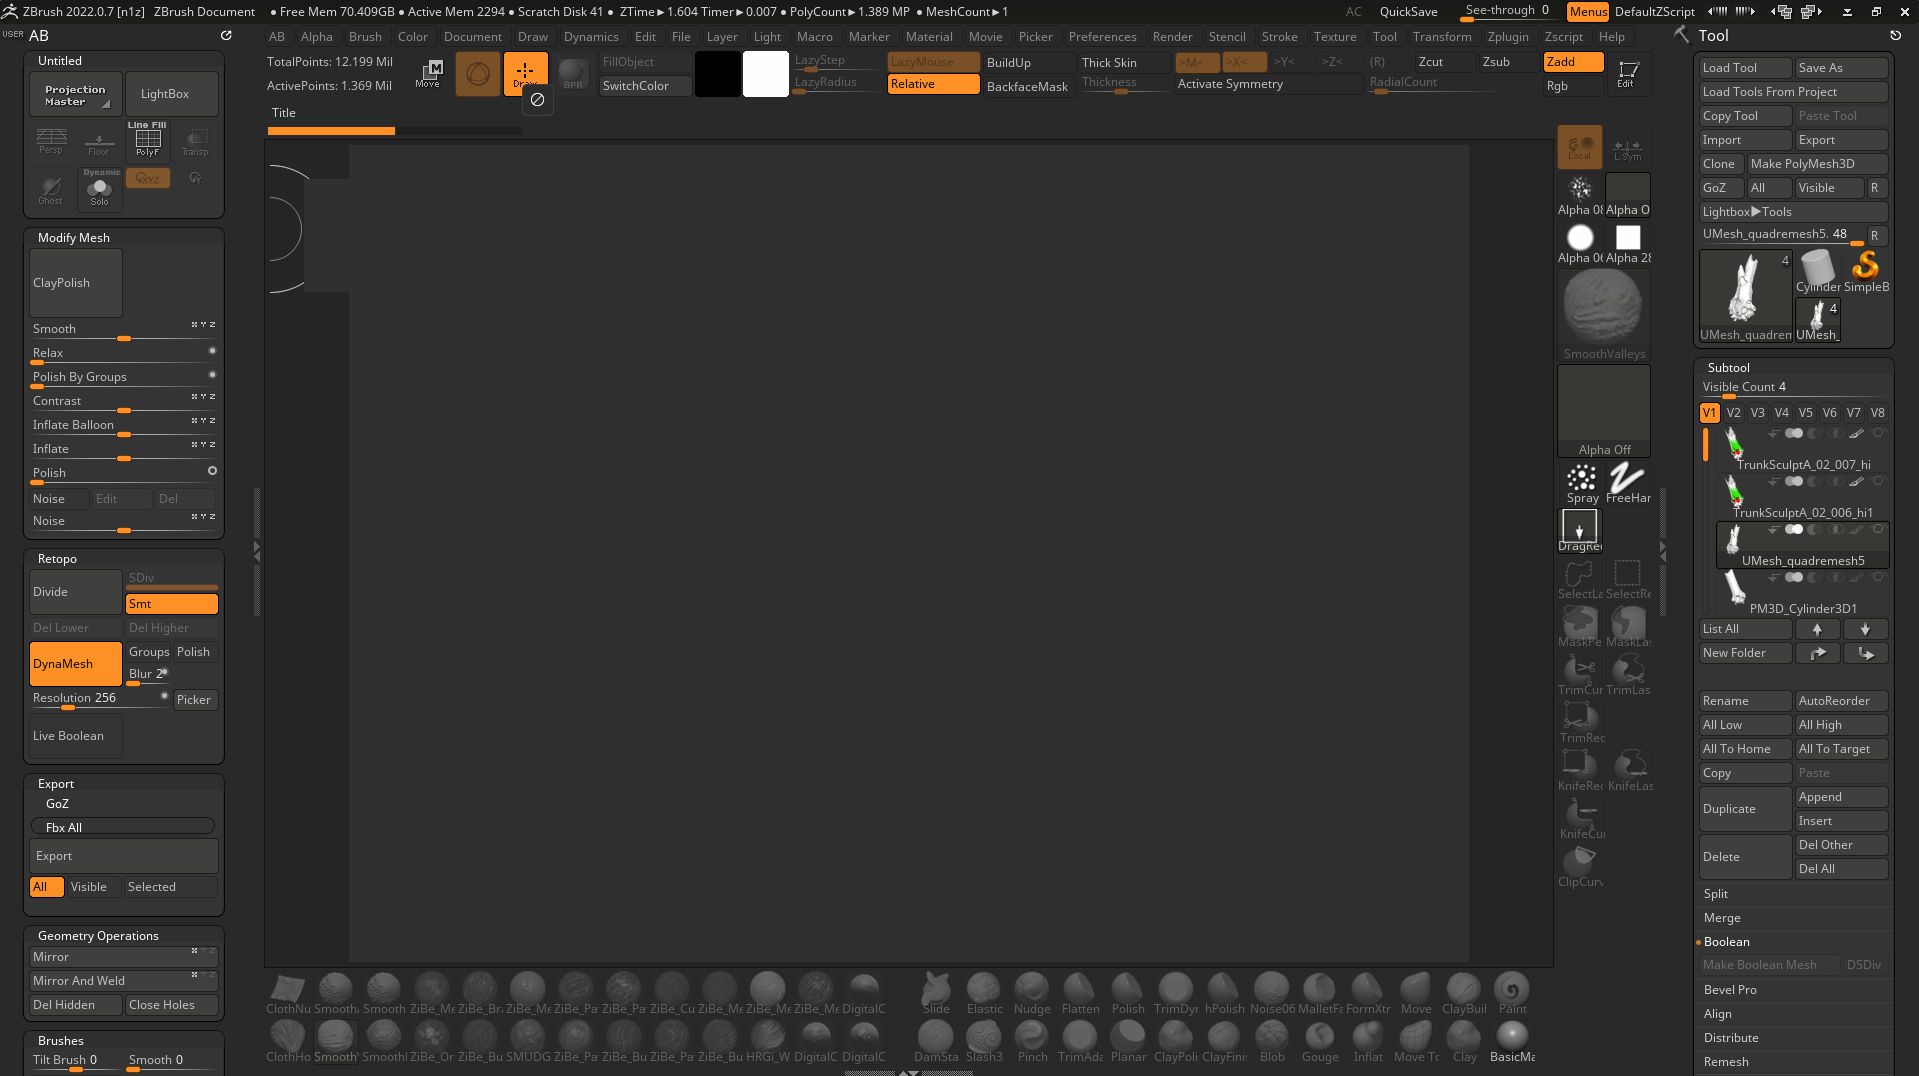 ZBrush 2022.0.7 [n1z] ZBrush Document ● Free Mem 70.409GB ● Active Mem 2294 ● Scratch Disk 41 ● ZTime►1.604 Timer►0.007 ● PolyCount►1.389 MP ● MeshCount►1 AC QuickSave See-through 0 Menus DefaultZScript
USER AB
AB Alpha Brush Color Document Draw Dynamics Edit File Layer Light Macro Marker Material Movie Picker Preferences Render Stencil Stroke Texture Tool Transform Zplugin Zscript Help
TotalPoints: 12.199 Mil
ActivePoints: 1.369 Mil
Move
Draw
BPR
FillObject
SwitchColor
LazyStep
LazyRadius
LazyMouse
Relative
BuildUp
BackfaceMask
Thick Skin
Thickness
>M< >X< >Y< >Z< (R)
Activate Symmetry
RadialCount
Zcut
Zsub
Zadd
Rgb
Edit
Title
Untitled
Projection
Master
LightBox
Persp
Floor
Line Fill
PolyF
Transp
Ghost
Dynamic
Solo
XYZ
Y
Modify Mesh
ClayPolish
Smooth X Y Z
Relax
Polish By Groups
Contrast X Y Z
Inflate Balloon X Y Z
Inflate X Y Z
Polish
Noise Edit Del
Noise X Y Z
Retopo
Divide
SDiv
Smt
Del Lower Del Higher
DynaMesh
Groups Polish
Blur 2
Resolution 256
Picker
Live Boolean
Export
GoZ
Fbx All
Export
All Visible Selected
Geometry Operations
Mirror X Y Z
Mirror And Weld X Y Z
Del Hidden Close Holes
Brushes
Tilt Brush 0 Smooth 0
Local
L.Sym
Alpha 08 Alpha O
Alpha 06 Alpha 28
SmoothValleys
Alpha Off
Spray FreeHar
DragRec
SelectLa SelectRe
MaskPe MaskLas
TrimCur TrimLas
TrimRec
KnifeRec KnifeLas
KnifeCur
ClipCurv
ClothNu Smooth Smooth ZiBe_Me ZiBe_Br ZiBe_Me ZiBe_Pa ZiBe_Pa ZiBe_Cu ZiBe_Me ZiBe_Me ZiBe_Me DigitalC Slide Elastic Nudge Flatten Polish TrimDyr hPolish Noise06 MalletFa FormXtr Move ClayBuil Paint
ClothHo Smooth Smooth ZiBe_Or ZiBe_Bu SMUDG ZiBe_Pa ZiBe_Bu ZiBe_Pa ZiBe_Bu HRGi_W DigitalC DigitalC DamSta Slash3 Pinch TrimAda Planar ClayPoli ClayFini Blob Gouge Inflat Move To Clay BasicMa
Tool
Load Tool Save As
Load Tools From Project
Copy Tool Paste Tool
Import Export
Clone Make PolyMesh3D
GoZ All Visible R
Lightbox►Tools
UMesh_quadremesh5. 48 R
4
Cylinder SimpleB
4
UMesh_quadrem UMesh_
Subtool
Visible Count 4
V1 V2 V3 V4 V5 V6 V7 V8
TrunkSculptA_02_007_hi
TrunkSculptA_02_006_hi1
UMesh_quadremesh5
PM3D_Cylinder3D1
List All
New Folder
Rename AutoReorder
All Low All High
All To Home All To Target
Copy Paste
Duplicate
Append
Insert
Delete
Del Other
Del All
Split
Merge
Boolean
Make Boolean Mesh DSDiv
Bevel Pro
Align
Distribute
Remesh